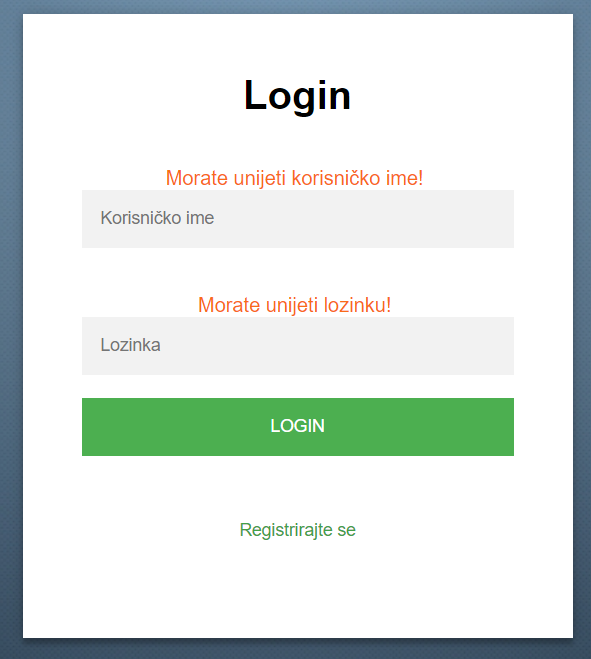 Login
Morate unijeti korisničko ime!
Korisničko ime
Morate unijeti lozinku!
Lozinka
LOGIN
Registrirajte se